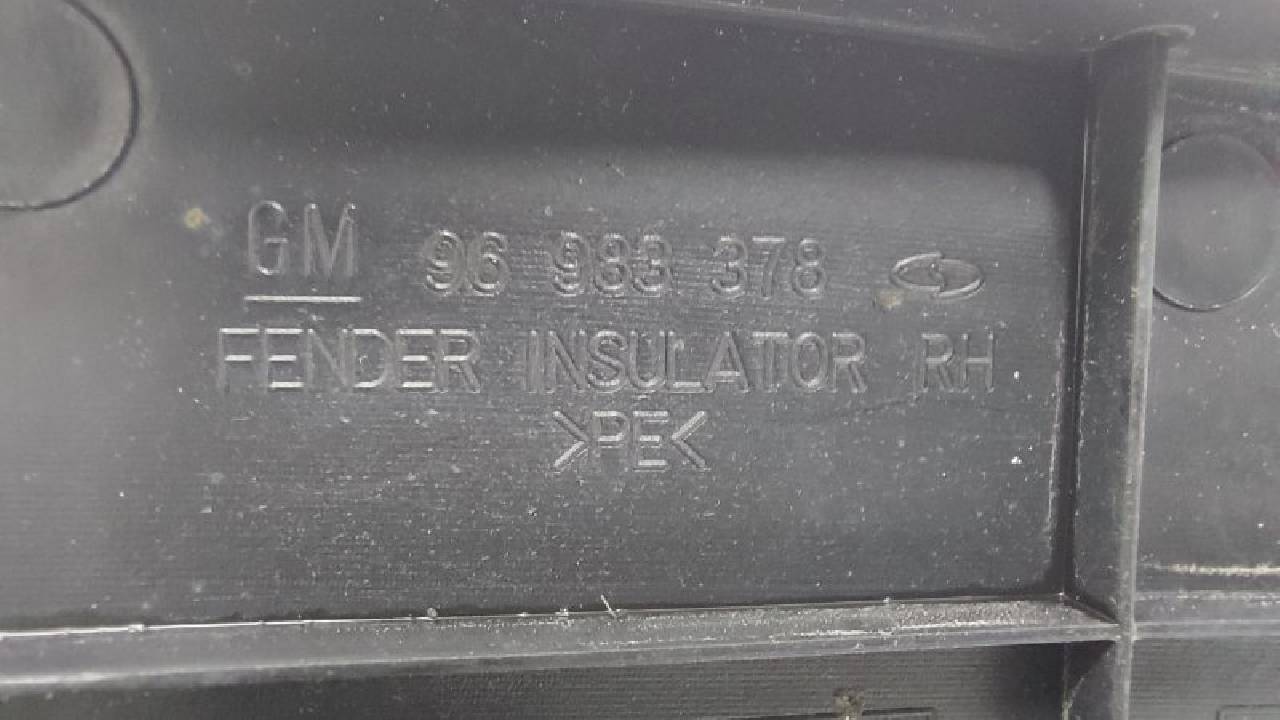 GM 96 983 378
FENDER INSULATOR RH
>PE<